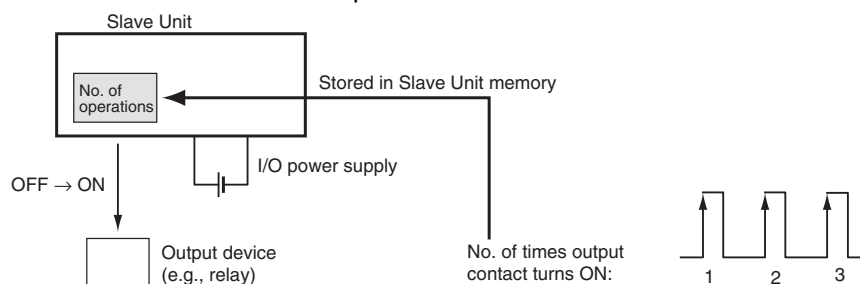 Slave Unit
No. of
operations
Stored in Slave Unit memory
I/O power supply
OFF → ON
Output device
(e.g., relay)
No. of times output
contact turns ON:
1 2 3